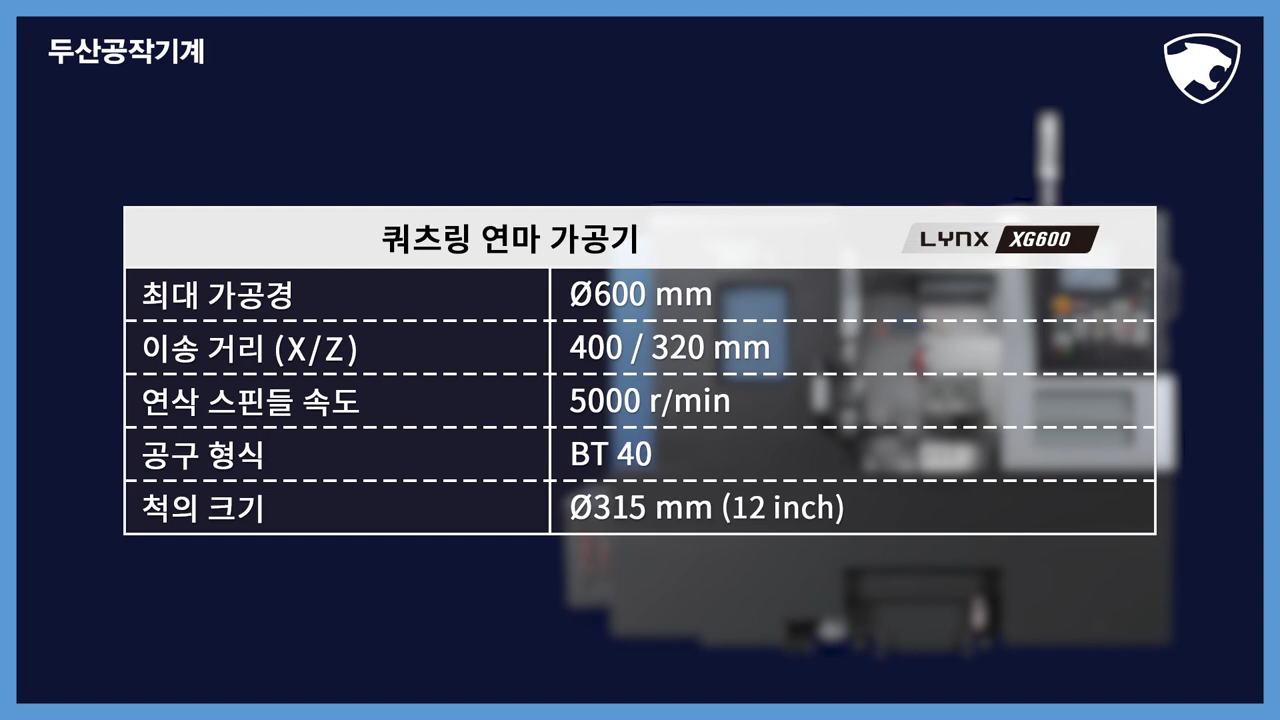 두산공작기계
쿼츠링 연마 가공기 LYNX XG600
최대 가공경 Ø600 mm
이송 거리 (X/Z) 400 / 320 mm
연삭 스핀들 속도 5000 r/min
공구 형식 BT 40
척의 크기 Ø315 mm (12 inch)